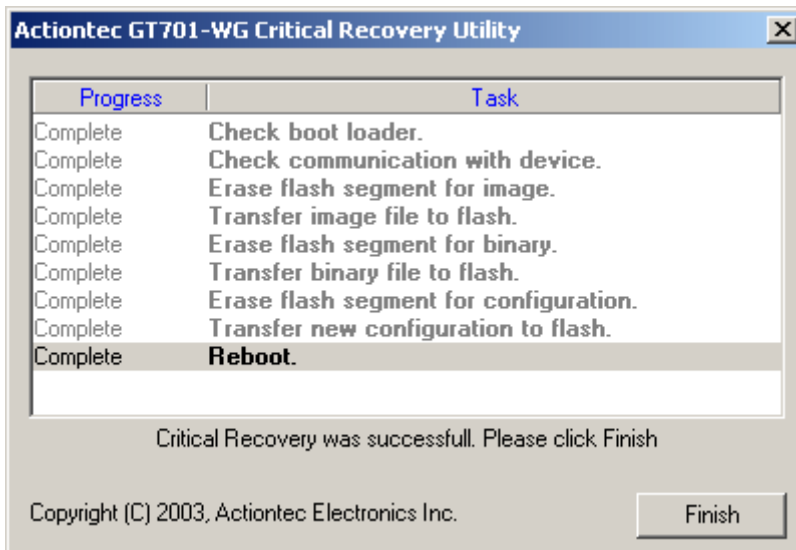 Actiontec GT701-WG Critical Recovery Utility
Progress Task
Complete Check boot loader.
Complete Check communication with device.
Complete Erase flash segment for image.
Complete Transfer image file to flash.
Complete Erase flash segment for binary.
Complete Transfer binary file to flash.
Complete Erase flash segment for configuration.
Complete Transfer new configuration to flash.
Complete Reboot.
Critical Recovery was successfull. Please click Finish
Copyright (C) 2003, Actiontec Electronics Inc. Finish